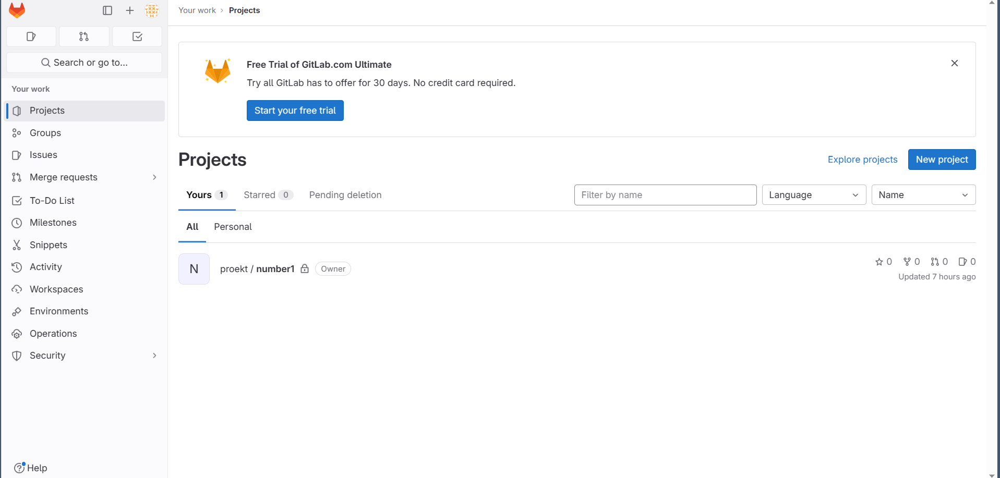 Your work › Projects
Search or go to...
Your work
Projects
Groups
Issues
Merge requests
To-Do List
Milestones
Snippets
Activity
Workspaces
Environments
Operations
Security
Help
Free Trial of GitLab.com Ultimate
Try all GitLab has to offer for 30 days. No credit card required.
Start your free trial
Projects
Explore projects
New project
Yours 1 Starred 0 Pending deletion
Filter by name
Language
Name
All Personal
N
proekt / number1 Owner
0 0 0 0
Updated 7 hours ago